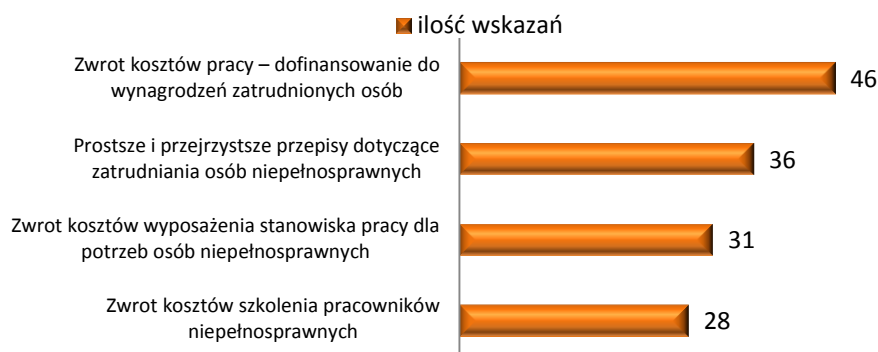 ilość wskazań
Zwrot kosztów pracy – dofinansowanie do
wynagrodzeń zatrudnionych osób
46
Prostsze i przejrzystsze przepisy dotyczące
zatrudniania osób niepełnosprawnych
36
Zwrot kosztów wyposażenia stanowiska pracy dla
potrzeb osób niepełnosprawnych
31
Zwrot kosztów szkolenia pracowników
niepełnosprawnych
28